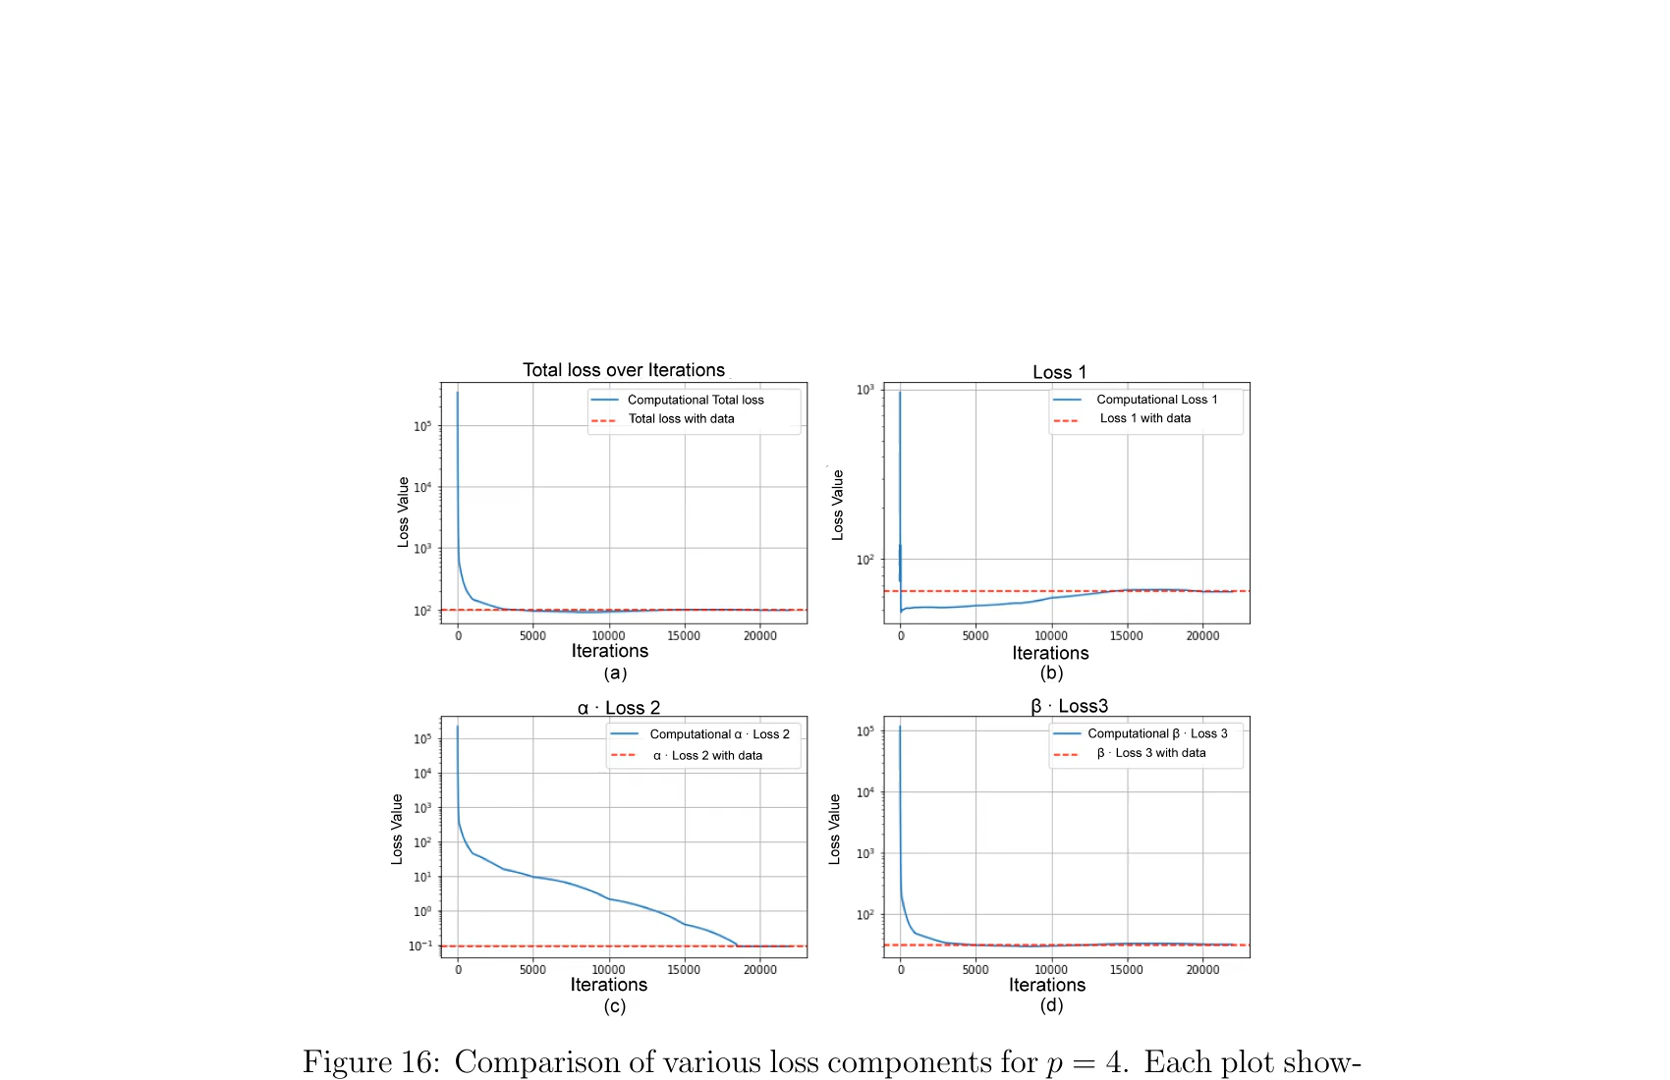 Total loss over Iterations
Computational Total loss
Total loss with data
Loss Value
10⁵
10⁴
10³
10²
0 5000 10000 15000 20000
Iterations
(a)
Loss 1
Computational Loss 1
Loss 1 with data
Loss Value
10³
10²
0 5000 10000 15000 20000
Iterations
(b)
α · Loss 2
Computational α · Loss 2
α · Loss 2 with data
Loss Value
10⁵
10⁴
10³
10²
10¹
10⁰
10⁻¹
0 5000 10000 15000 20000
Iterations
(c)
β · Loss3
Computational β · Loss 3
β · Loss 3 with data
Loss Value
10⁵
10⁴
10³
10²
0 5000 10000 15000 20000
Iterations
(d)
Figure 16: Comparison of various loss components for p = 4. Each plot show-